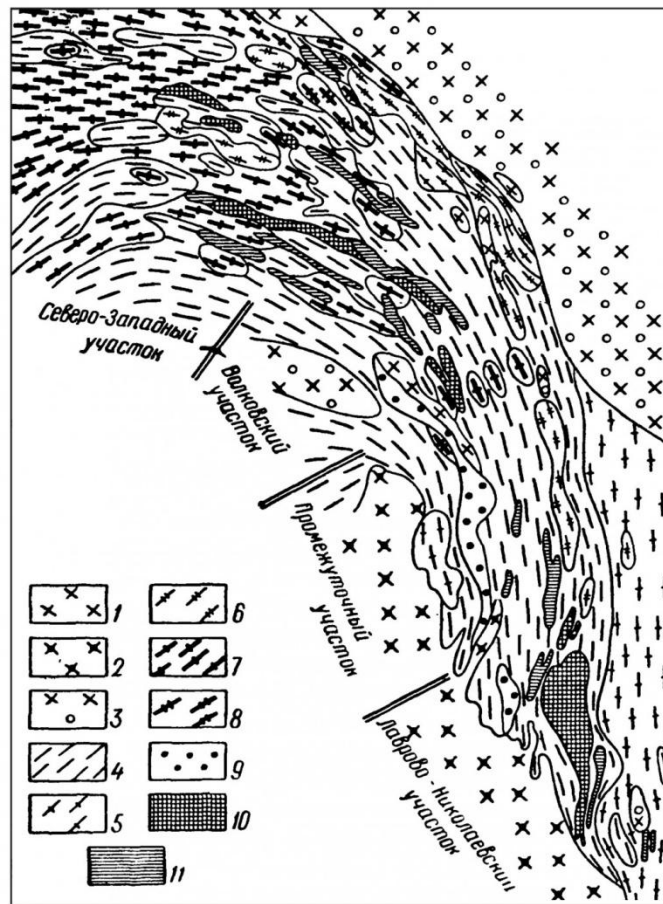 Северо-Западный
участок
Волковский
участок
Промежуточный
участок
Лаврово-Николаевский
участок
1
6
2
7
3
8
4
9
5
10
11